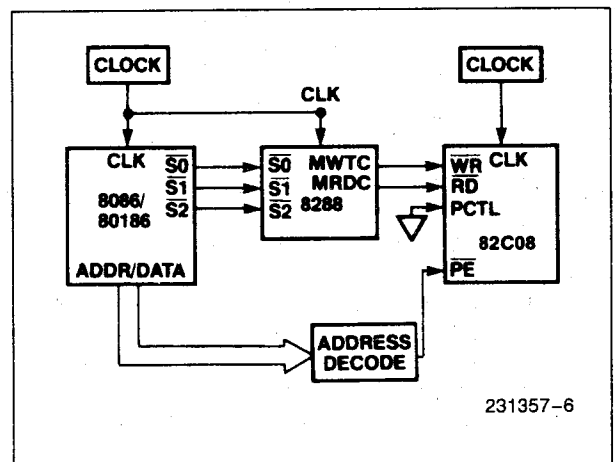 CLOCK
CLOCK
CLK
CLK
S0
S1
S2
8086/
80186
ADDR/DATA
S0
S1
S2
MWTC
MRDC
8288
WR
CLK
RD
PCTL
82C08
PE
ADDRESS
DECODE
231357-6